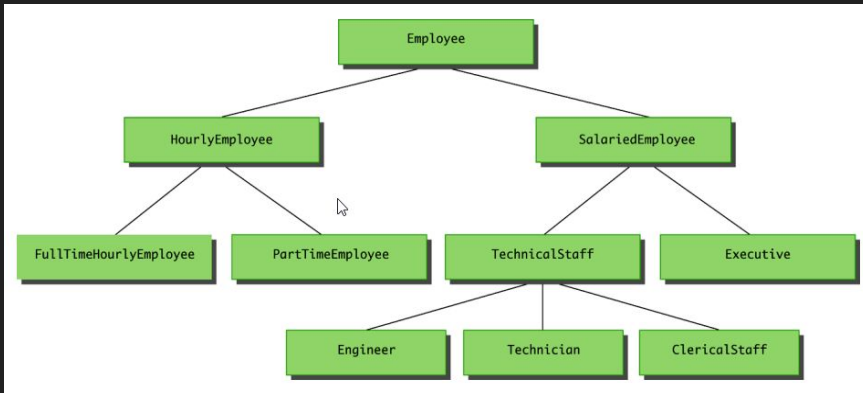 Employee
HourlyEmployee
SalariedEmployee
FullTimeHourlyEmployee
PartTimeEmployee
TechnicalStaff
Executive
Engineer
Technician
ClericalStaff